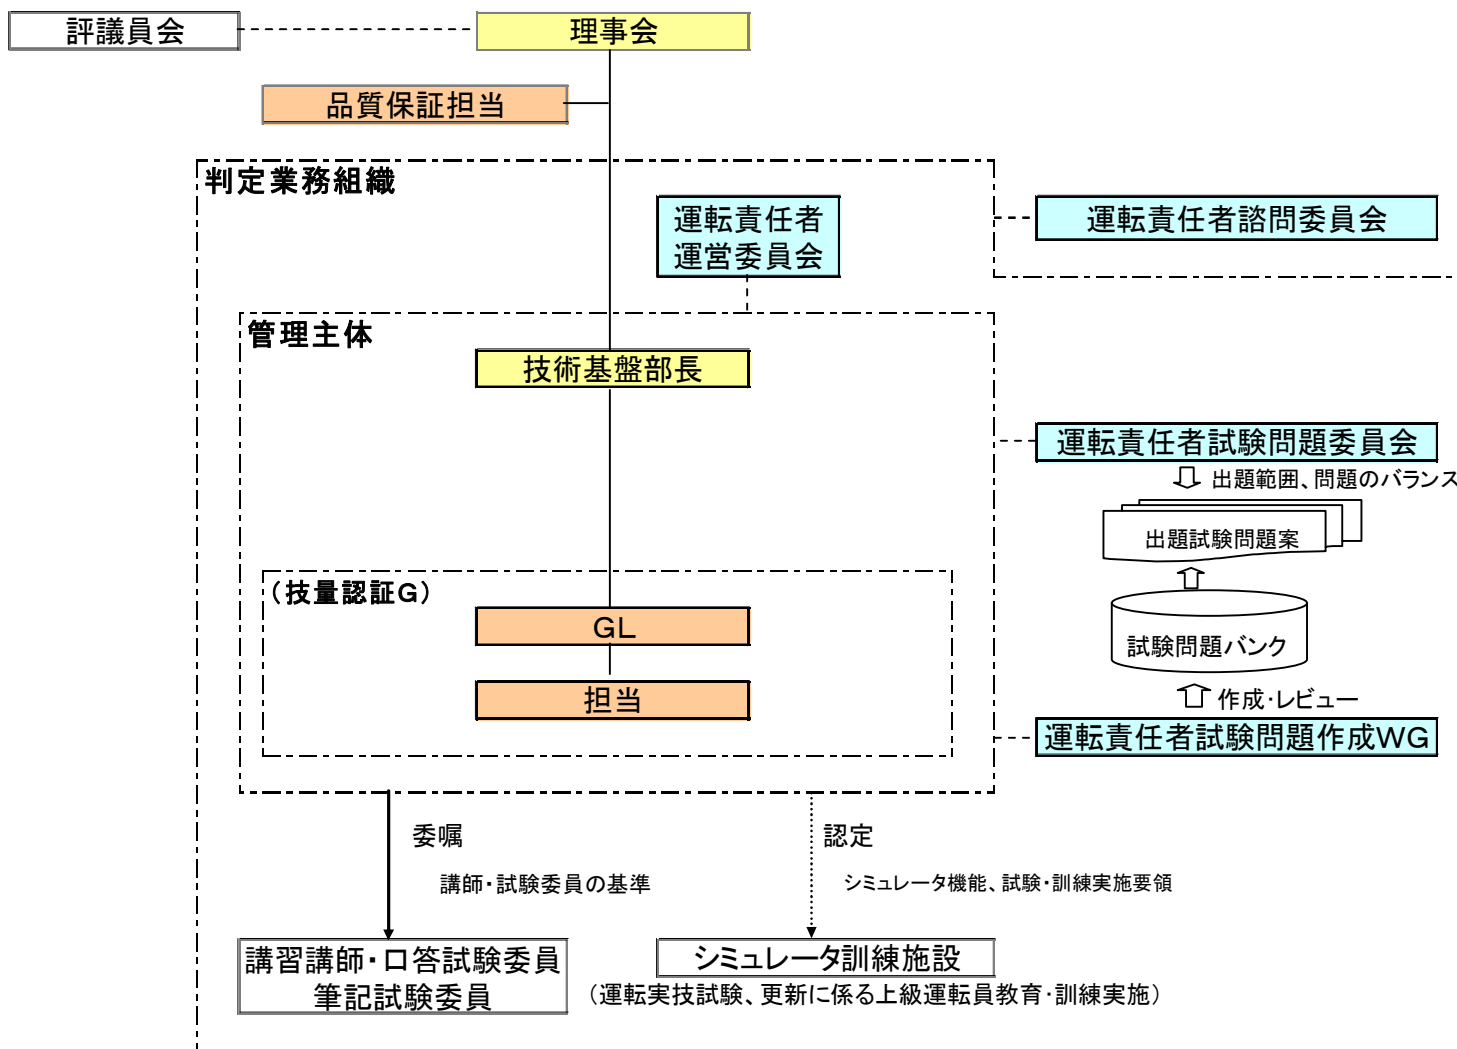 評議員会
理事会
品質保証担当
判定業務組織
運転責任者
運営委員会
運転責任者諮問委員会
管理主体
技術基盤部長
運転責任者試験問題委員会
出題範囲、問題のバランス
出題試験問題案
（技量認証G）
GL
試験問題バンク
担当
作成・レビュー
運転責任者試験問題作成WG
委嘱
認定
講師・試験委員の基準
シミュレータ機能、試験・訓練実施要領
講習講師・口答試験委員
筆記試験委員
シミュレータ訓練施設
（運転実技試験、更新に係る上級運転員教育・訓練実施）